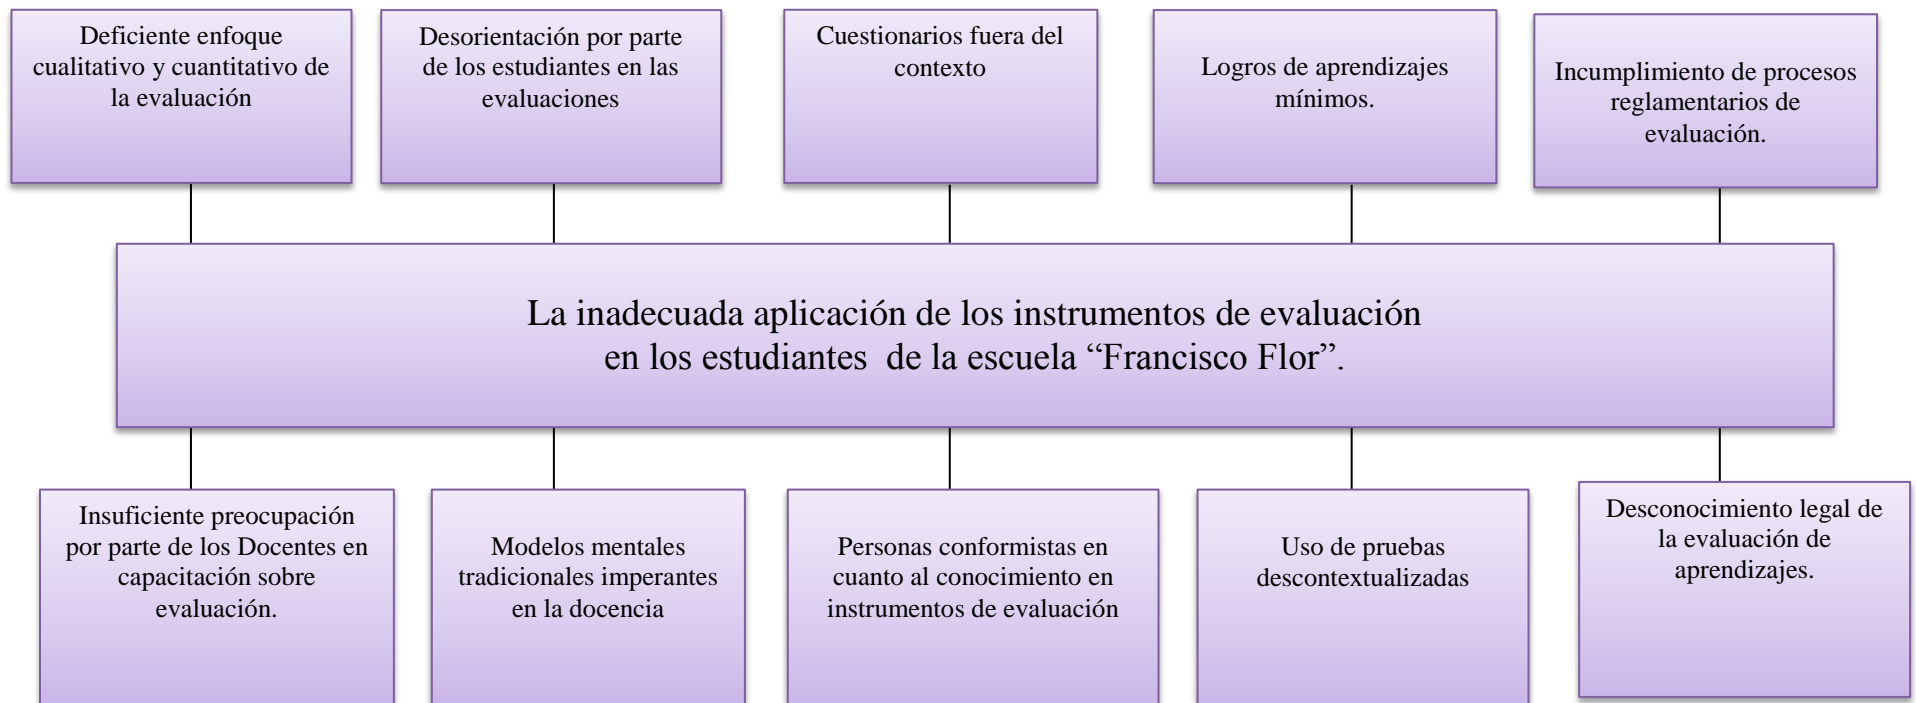 Deficiente enfoque
cualitativo y cuantitativo de
la evaluación
Desorientación por parte
de los estudiantes en las
evaluaciones
Cuestionarios fuera del
contexto
Logros de aprendizajes
mínimos.
Incumplimiento de procesos
reglamentarios de
evaluación.
La inadecuada aplicación de los instrumentos de evaluación
en los estudiantes de la escuela “Francisco Flor”.
Insuficiente preocupación
por parte de los Docentes en
capacitación sobre
evaluación.
Modelos mentales
tradicionales imperantes
en la docencia
Personas conformistas en
cuanto al conocimiento en
instrumentos de evaluación
Uso de pruebas
descontextualizadas
Desconocimiento legal de
la evaluación de
aprendizajes.